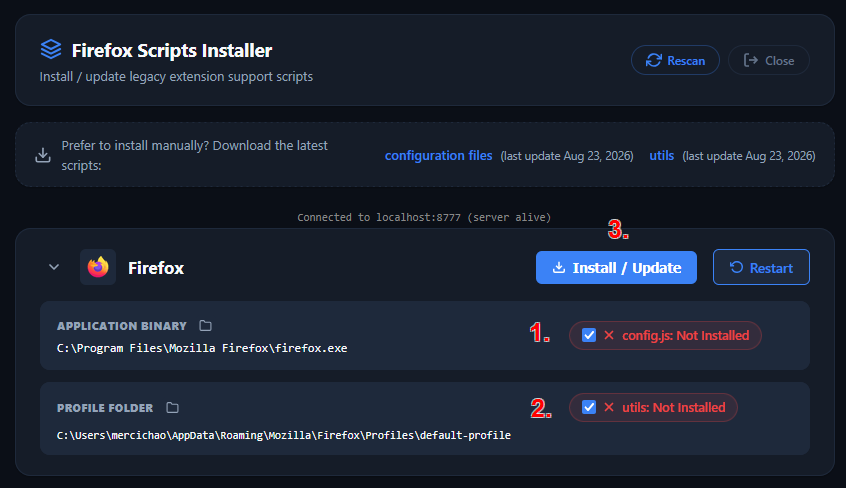 Firefox Scripts Installer
Install / update legacy extension support scripts
Rescan
Close
Prefer to install manually? Download the latest
scripts:
configuration files (last update Aug 23, 2026) utils (last update Aug 23, 2026)
Connected to localhost:8777 (server alive)
3.
Firefox
Install / Update
Restart
APPLICATION BINARY
C:\Program Files\Mozilla Firefox\firefox.exe
1.
config.js: Not Installed
PROFILE FOLDER
C:\Users\mercichao\AppData\Roaming\Mozilla\Firefox\Profiles\default-profile
2.
utils: Not Installed